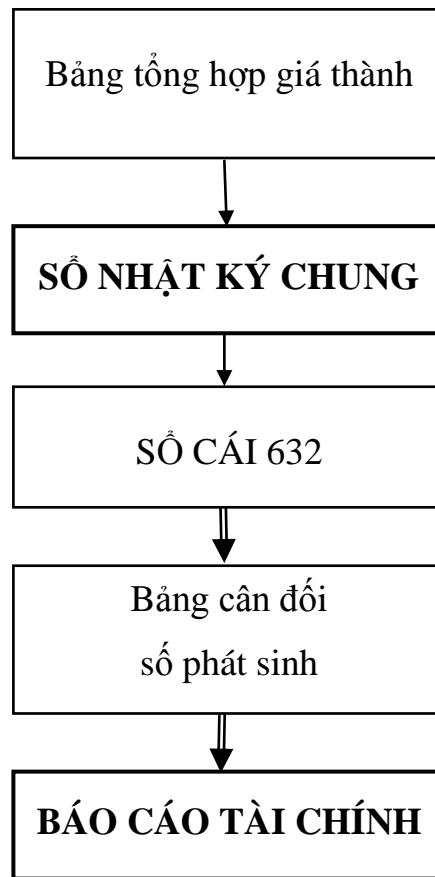 Bảng tổng hợp giá thành
SỔ NHẬT KÝ CHUNG
SỔ CÁI 632
Bảng cân đối
số phát sinh
BÁO CÁO TÀI CHÍNH